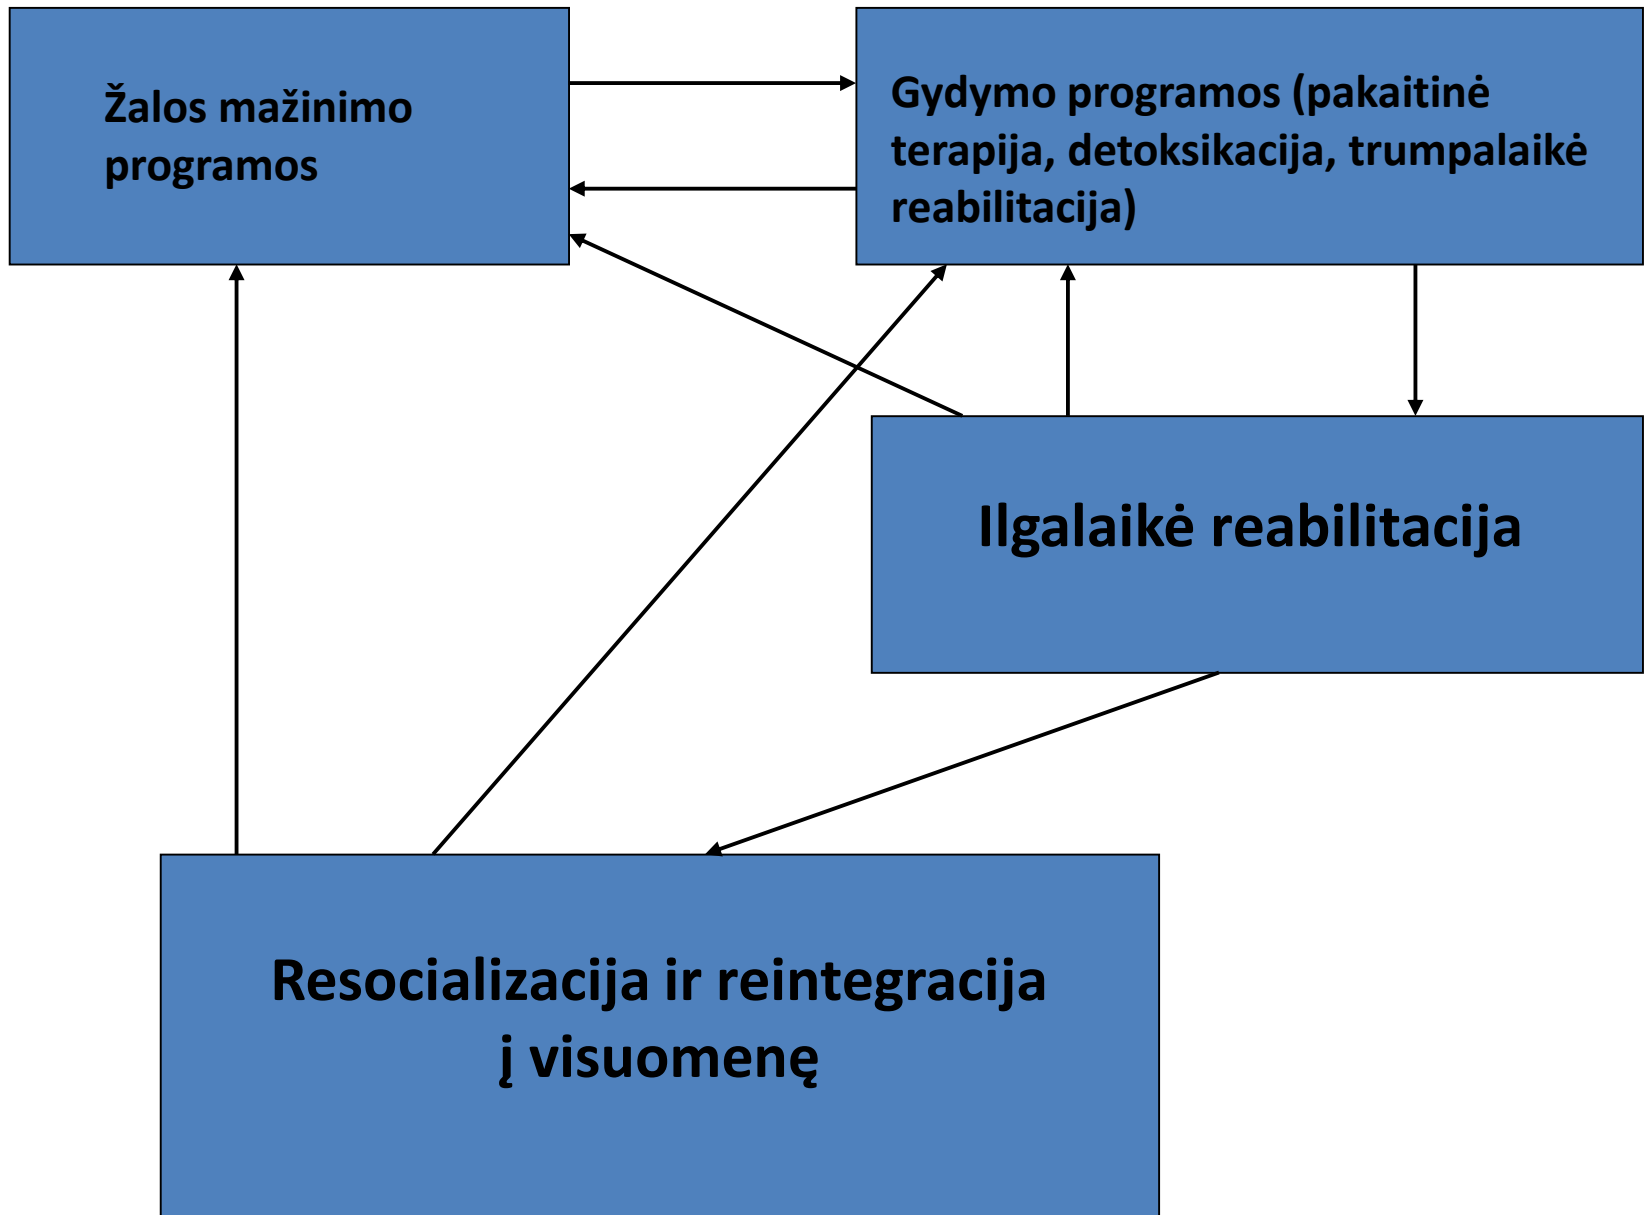 Žalos mažinimo
programos
Gydymo programos (pakaitinė
terapija, detoksikacija, trumpalaikė
reabilitacija)
Ilgalaikė reabilitacija
Resocializacija ir reintegracija
į visuomenę